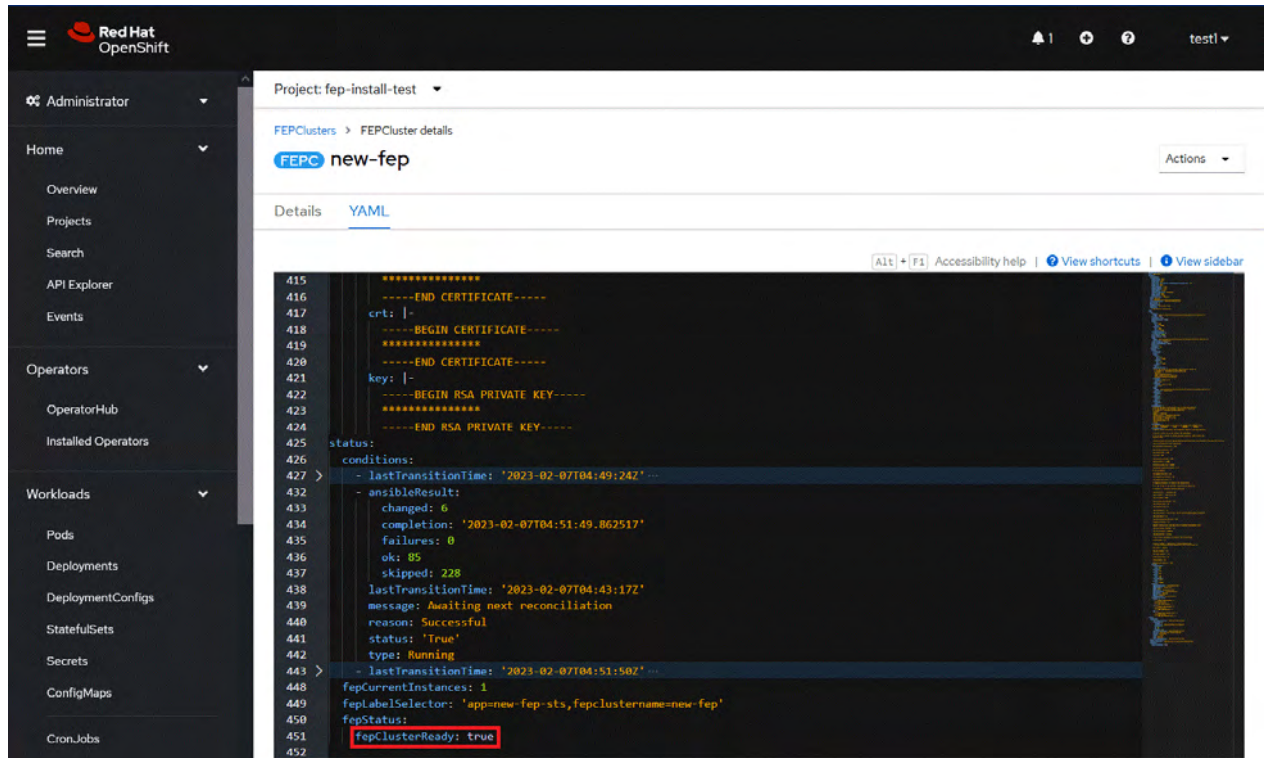 Red Hat
OpenShift
1
test1
Administrator
Home
Overview
Projects
Search
API Explorer
Events
Operators
OperatorHub
Installed Operators
Workloads
Pods
Deployments
DeploymentConfigs
StatefulSets
Secrets
ConfigMaps
CronJobs
Project: fep-install-test
FEPClusters > FEPCluster details
FEPC new-fep
Actions
Details YAML
Alt + F1 Accessibility help | View shortcuts | View sidebar
415 ***************
416 -----END CERTIFICATE-----
417 crt: |-
418 -----BEGIN CERTIFICATE-----
419 ***************
420 -----END CERTIFICATE-----
421 key: |-
422 -----BEGIN RSA PRIVATE KEY-----
423 ***************
424 -----END RSA PRIVATE KEY-----
425 status:
426 conditions:
427 > - lastTransitionTime: '2023-02-07T04:49:24Z' ...
432 - ansibleResult:
433 changed: 6
434 completion: '2023-02-07T04:51:49.862517'
435 failures: 0
436 ok: 85
437 skipped: 228
438 lastTransitionTime: '2023-02-07T04:43:17Z'
439 message: Awaiting next reconciliation
440 reason: Successful
441 status: 'True'
442 type: Running
443 > - lastTransitionTime: '2023-02-07T04:51:50Z' ...
448 fepCurrentInstances: 1
449 fepLabelSelector: 'app=new-fep-sts,fepclustername=new-fep'
450 fepStatus:
451 fepClusterReady: true
452